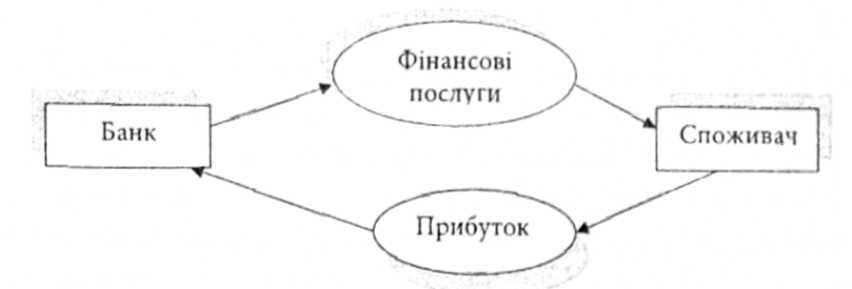 Фінансові
послуги
Банк
Споживач
Прибуток